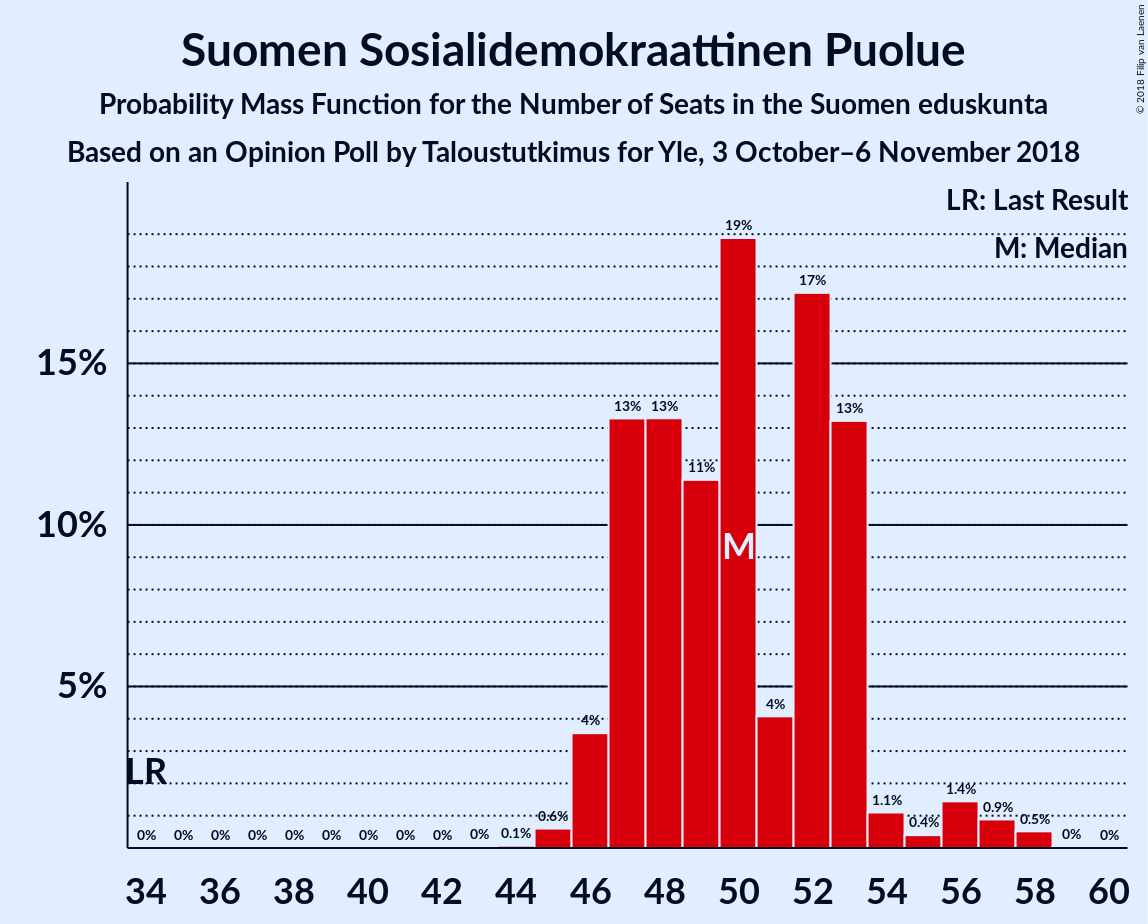 Suomen Sosialidemokraattinen Puolue
Probability Mass Function for the Number of Seats in the Suomen eduskunta
Based on an Opinion Poll by Taloustutkimus for Yle, 3 October–6 November 2018
© 2018 Filip van Laenen
LR: Last Result
M: Median
15%
10%
5%
LR
M
0% 0% 0% 0% 0% 0% 0% 0% 0% 0% 0.1% 0.6% 4% 13% 13% 11% 19% 4% 17% 13% 1.1% 0.4% 1.4% 0.9% 0.5% 0% 0%
34 36 38 40 42 44 46 48 50 52 54 56 58 60